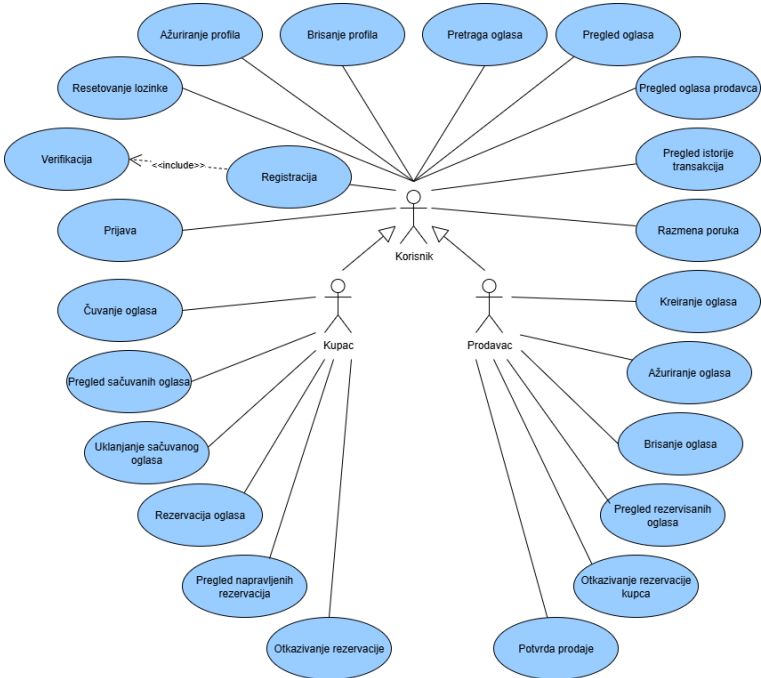 Ažuriranje profila
Brisanje profila
Pretraga oglasa
Pregled oglasa
Resetovanje lozinke
Pregled oglasa prodavca
Verifikacija
<<include>>
Registracija
Pregled istorije
transakcija
Prijava
Razmena poruka
Korisnik
Čuvanje oglasa
Kreiranje oglasa
Kupac
Prodavac
Pregled sačuvanih oglasa
Ažuriranje oglasa
Uklanjanje sačuvanog
oglasa
Brisanje oglasa
Rezervacija oglasa
Pregled rezervisanih
oglasa
Pregled napravljenih
rezervacija
Otkazivanje rezervacije
kupca
Otkazivanje rezervacije
Potvrda prodaje